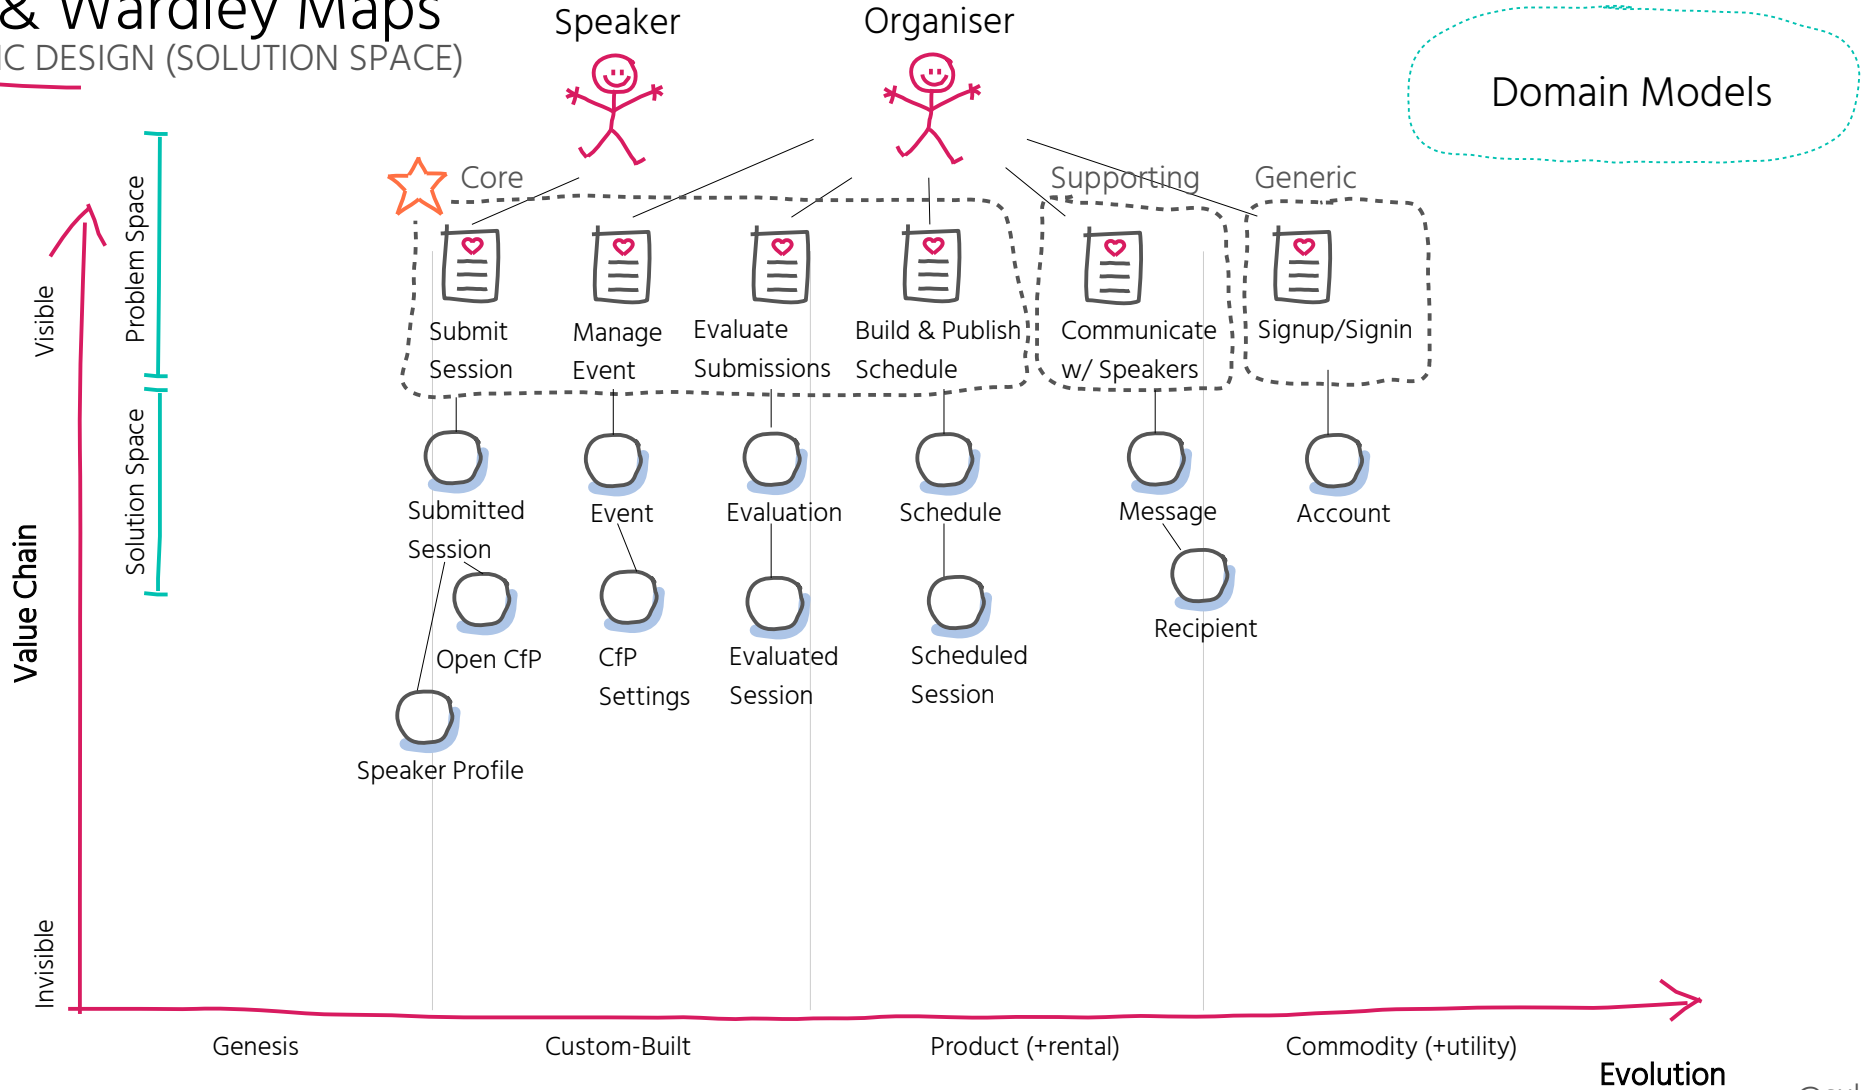 & Wardley Maps
IC DESIGN (SOLUTION SPACE)
Speaker
Organiser
Domain Models
Core
Supporting
Generic
Problem Space
Visible
Submit
Session
Manage
Event
Evaluate
Submissions
Build & Publish
Schedule
Communicate
w/ Speakers
Signup/Signin
Solution Space
Value Chain
Submitted
Session
Event
Evaluation
Schedule
Message
Account
Open CfP
CfP
Settings
Evaluated
Session
Scheduled
Session
Recipient
Speaker Profile
Invisible
Genesis
Custom-Built
Product (+rental)
Commodity (+utility)
Evolution